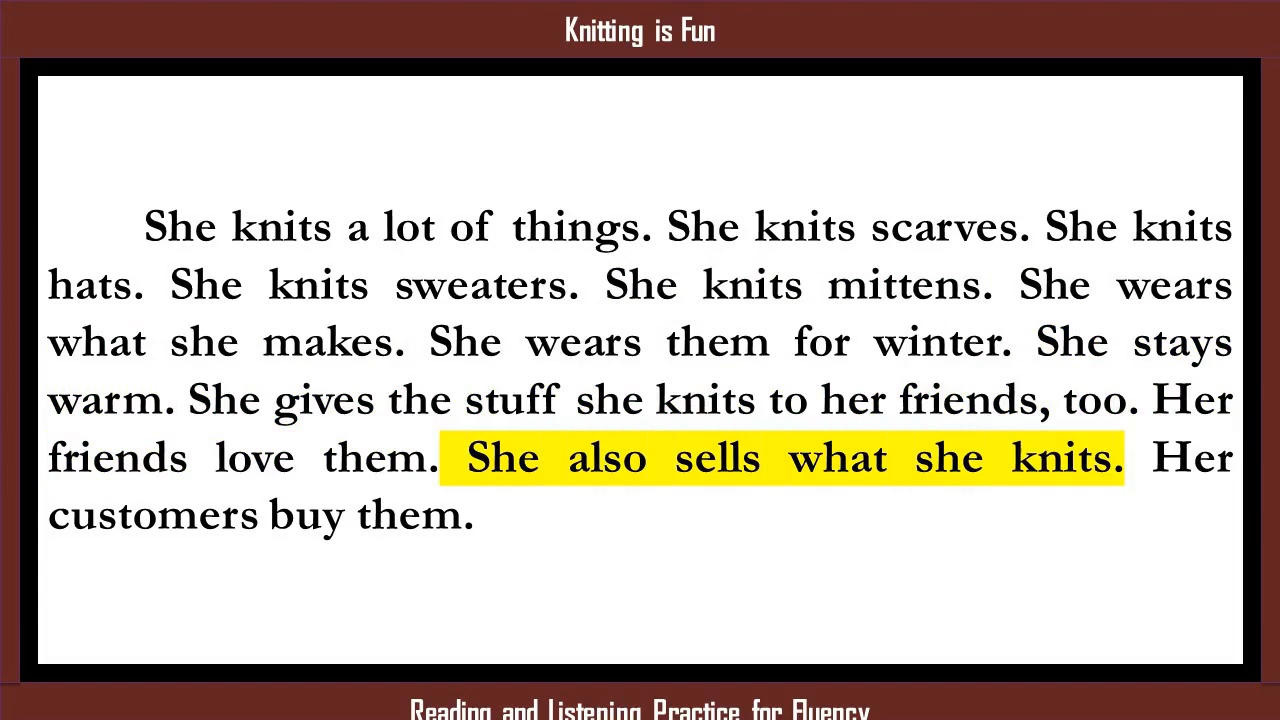 Knitting is Fun
She knits a lot of things. She knits scarves. She knits
hats. She knits sweaters. She knits mittens. She wears
what she makes. She wears them for winter. She stays
warm. She gives the stuff she knits to her friends, too. Her
friends love them. She also sells what she knits. Her
customers buy them.
Reading and Listening Practice for Fluency